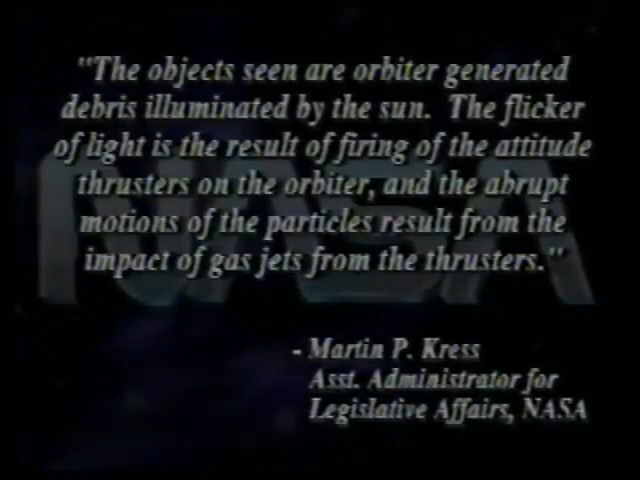 "The objects seen are orbiter generated
debris illuminated by the sun. The flicker
of light is the result of firing of the attitude
thrusters on the orbiter, and the abrupt
motions of the particles result from the
impact of gas jets from the thrusters."
NASA
- Martin P. Kress
Asst. Administrator for
Legislative Affairs, NASA